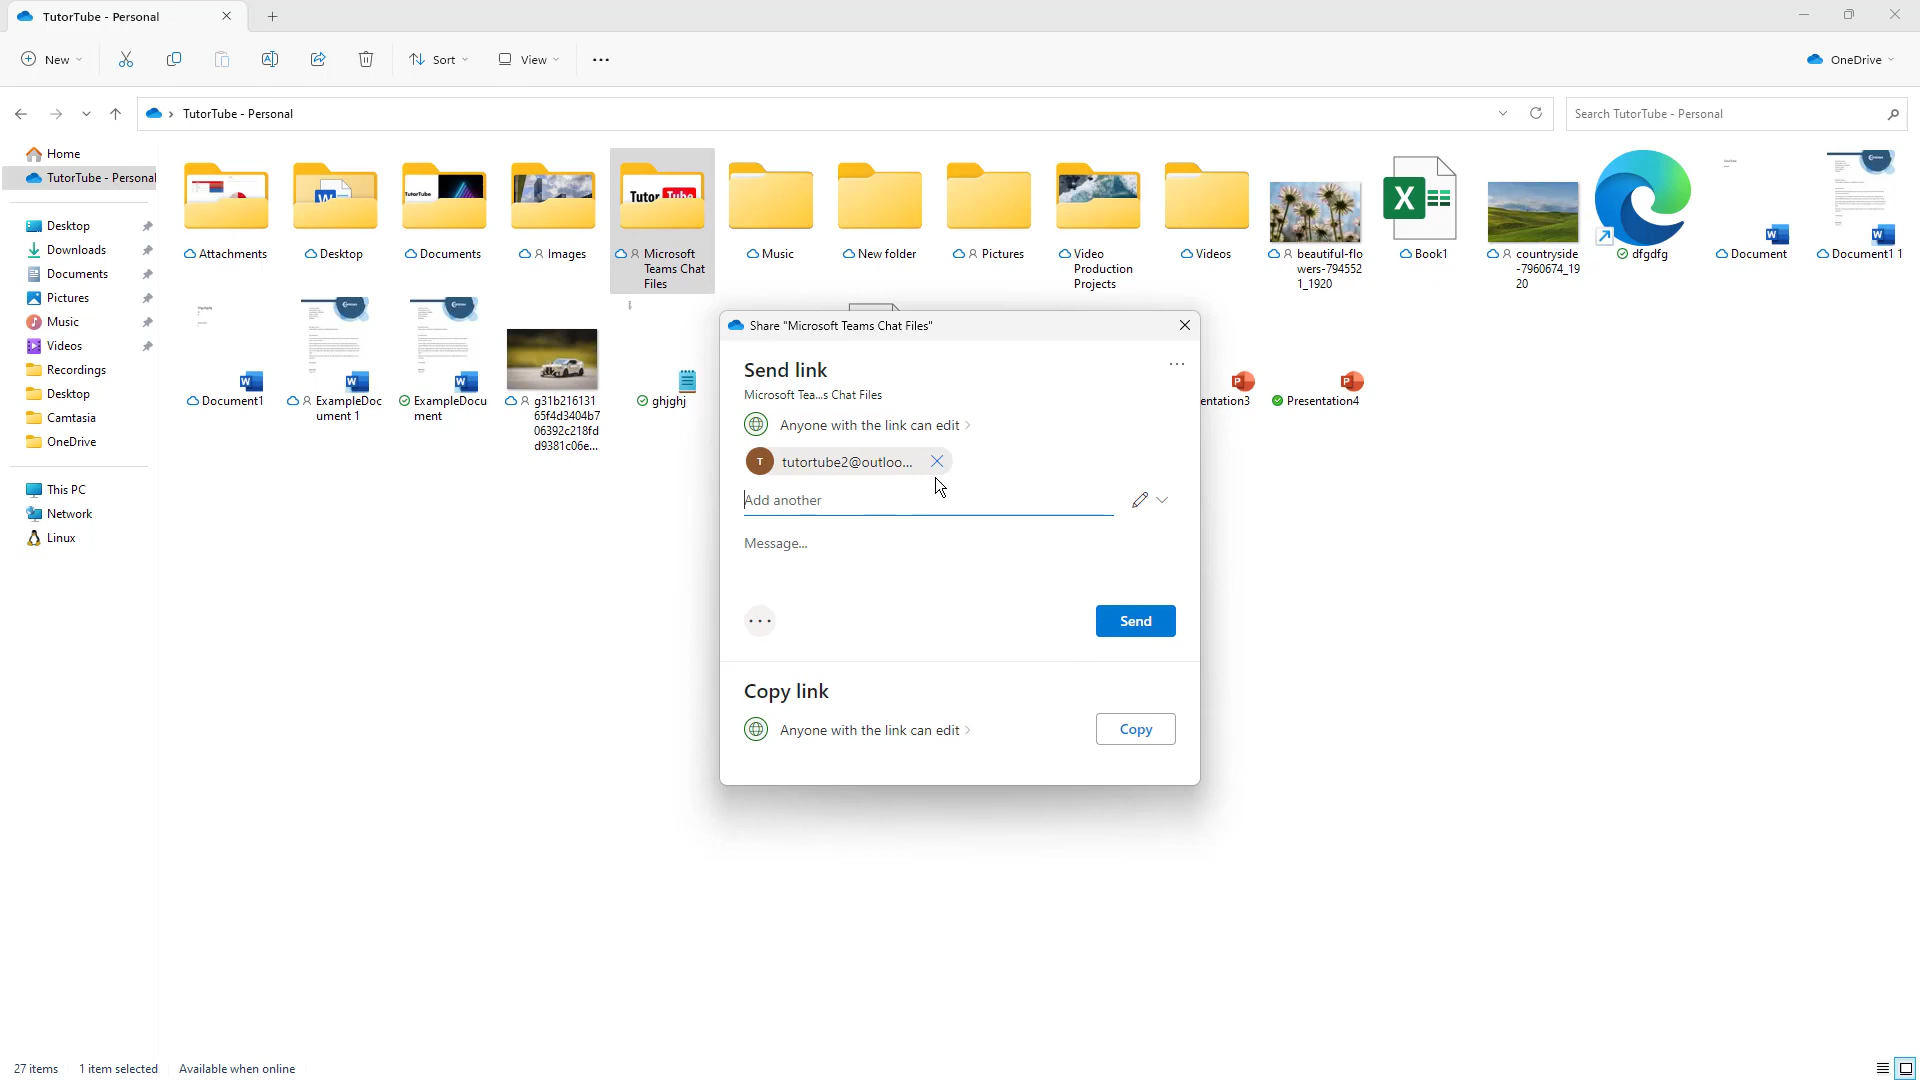 TutorTube - Personal
New
Sort
View
OneDrive
TutorTube - Personal
Search TutorTube - Personal
Home
TutorTube - Personal
Desktop
Downloads
Documents
Pictures
Music
Videos
Recordings
Desktop
Camtasia
OneDrive
This PC
Network
Linux
Tutor Tube
TutorTube
Attachments
Desktop
Documents
Images
Microsoft
Teams Chat
Files
Music
New folder
Pictures
Video
Production
Projects
Videos
beautiful-flo
wers-794552
1_1920
Book1
countryside
-7960674_19
20
dfgdfg
Document
Document1 1
Document1
ExampleDoc
ument 1
ExampleDocu
ment
g31b216131
65f4d3404b7
06392c218fd
d9381c06e...
ghjghj
entation3
Presentation4
Share "Microsoft Teams Chat Files"
Send link
Microsoft Tea...s Chat Files
Anyone with the link can edit
T
tutortube2@outloo...
Add another
Message...
Send
Copy link
Anyone with the link can edit
Copy
27 items
1 item selected
Available when online